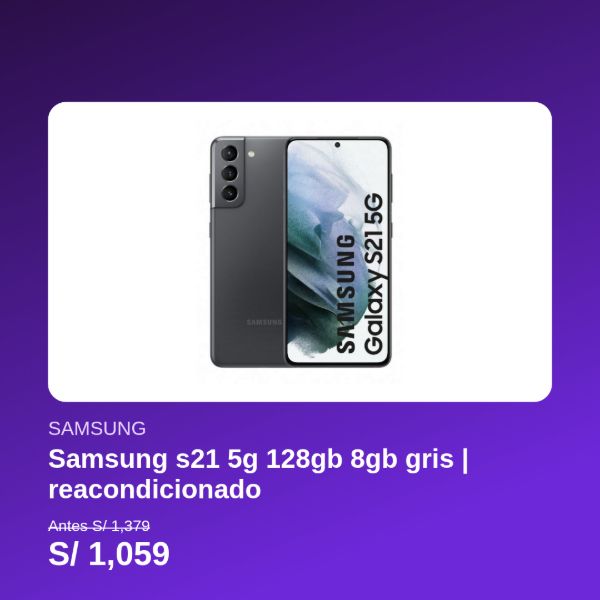 SAMSUNG
SAMSUNG
Galaxy S21 5G
SAMSUNG
Samsung s21 5g 128gb 8gb gris |
reacondicionado
Antes S/ 1,379
S/ 1,059